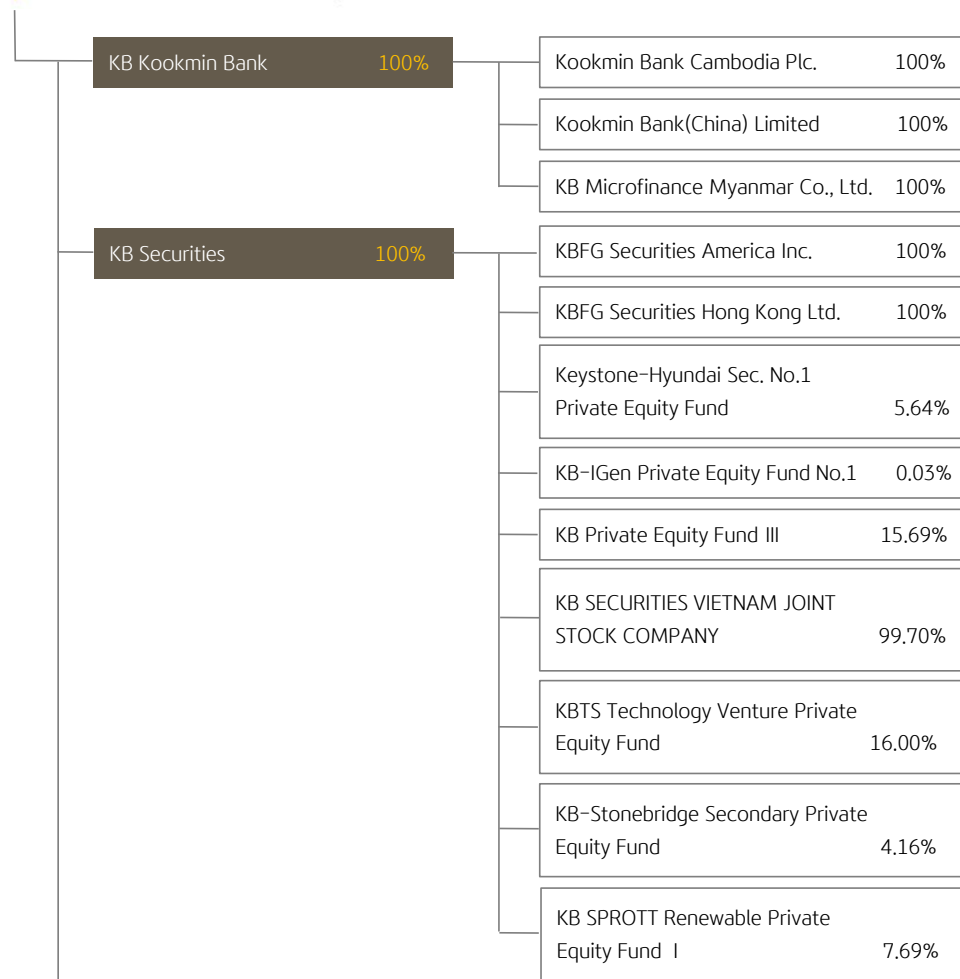 KB Kookmin Bank 100%
Kookmin Bank Cambodia Plc. 100%
Kookmin Bank(China) Limited 100%
KB Microfinance Myanmar Co., Ltd. 100%
KB Securities 100%
KBFG Securities America Inc. 100%
KBFG Securities Hong Kong Ltd. 100%
Keystone-Hyundai Sec. No.1
Private Equity Fund 5.64%
KB-IGen Private Equity Fund No.1 0.03%
KB Private Equity Fund III 15.69%
KB SECURITIES VIETNAM JOINT
STOCK COMPANY 99.70%
KBTS Technology Venture Private
Equity Fund 16.00%
KB-Stonebridge Secondary Private
Equity Fund 4.16%
KB SPROTT Renewable Private
Equity Fund I 7.69%